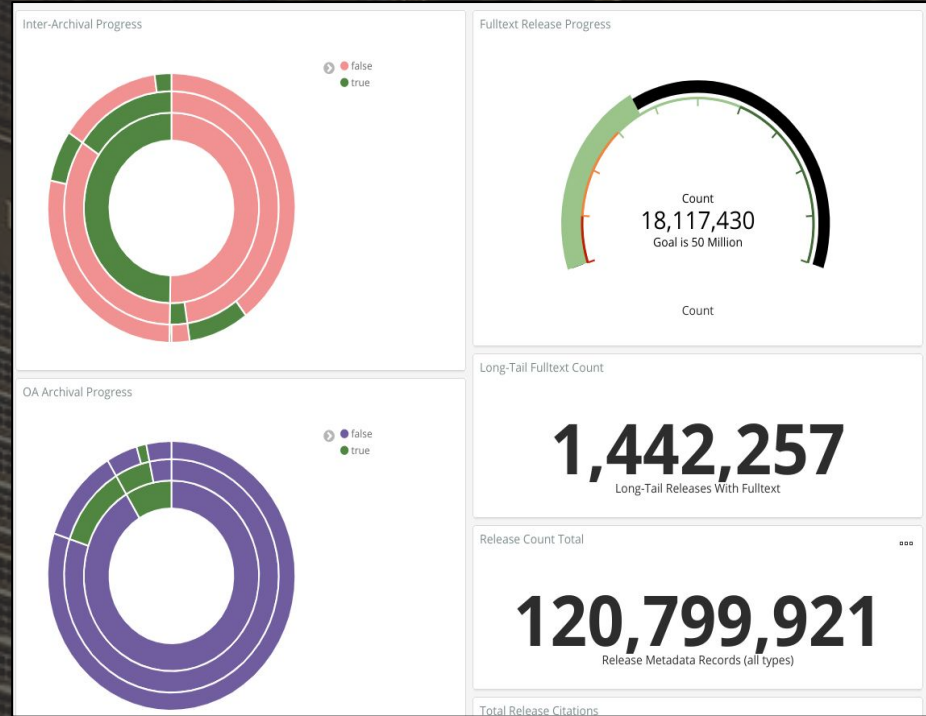 Inter-Archival Progress
false
true
Fulltext Release Progress
Count
18,117,430
Goal is 50 Million
Count
Long-Tail Fulltext Count
1,442,257
Long-Tail Releases With Fulltext
OA Archival Progress
false
true
Release Count Total
120,799,921
Release Metadata Records (all types)
Total Release Citations